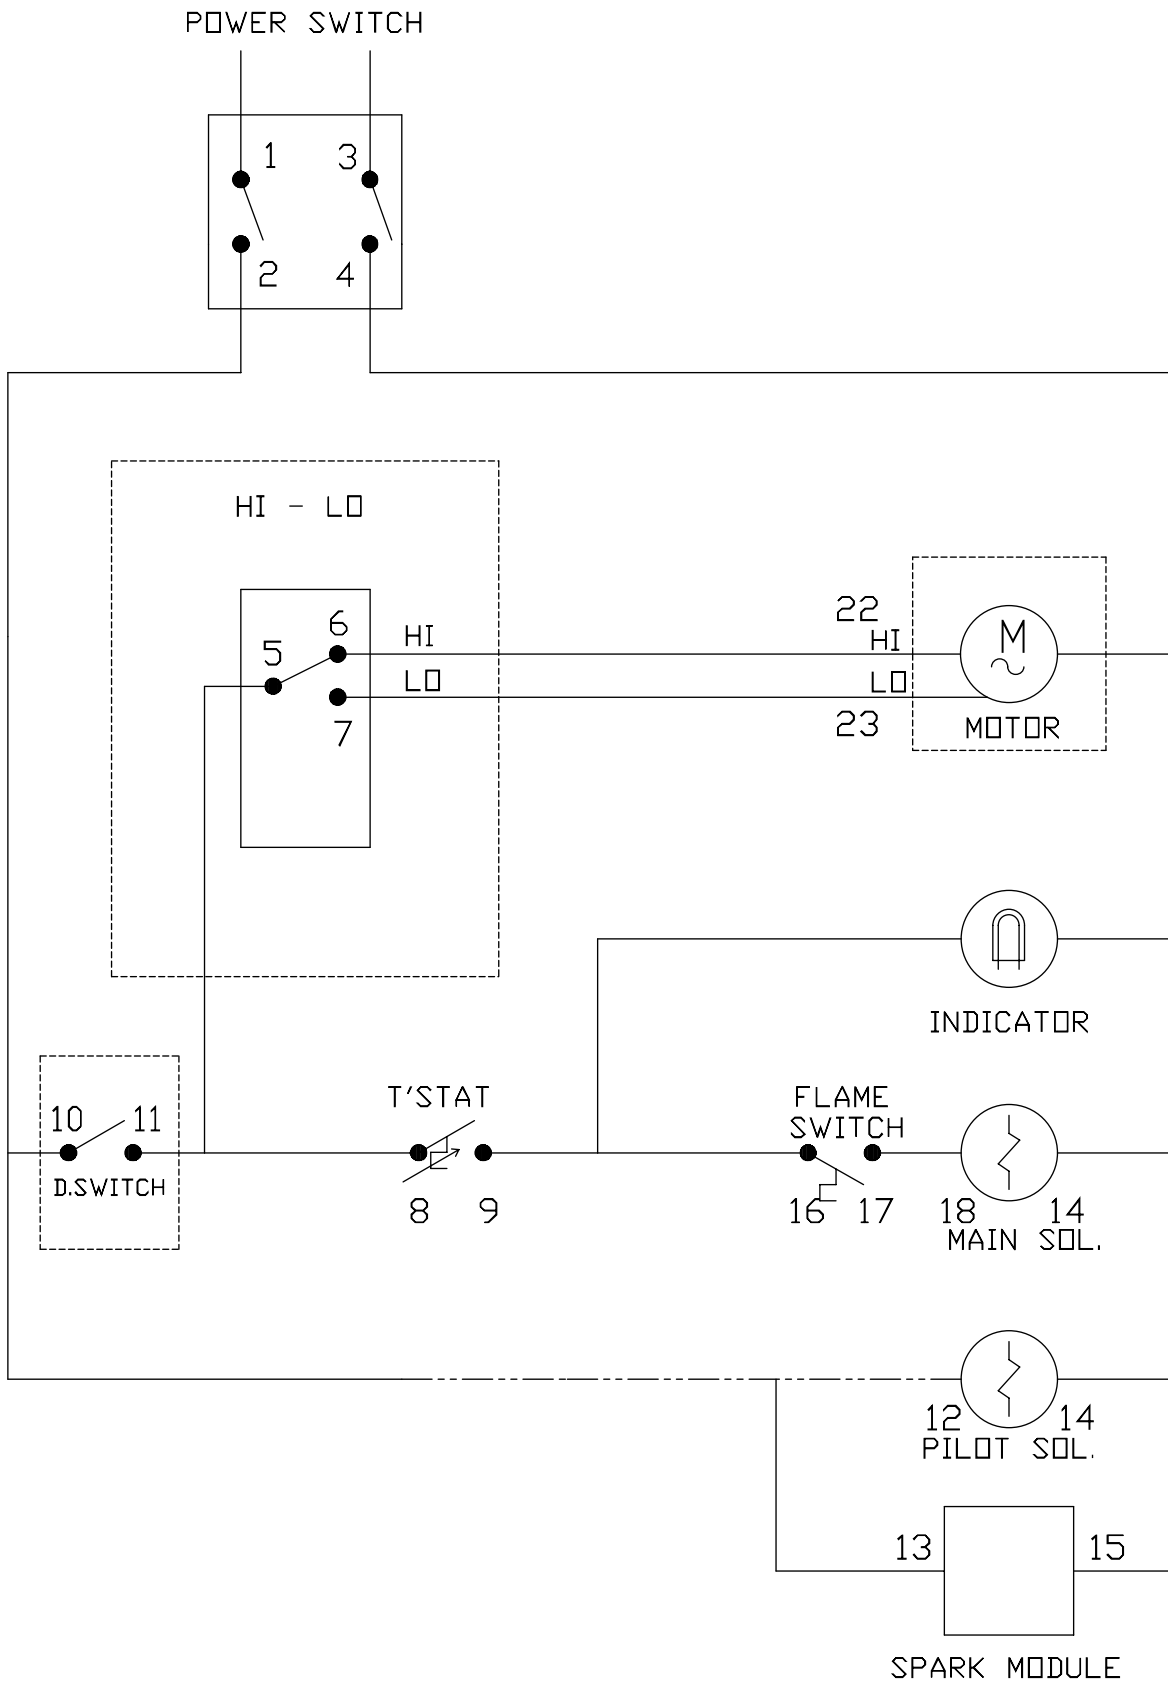 POWER SWITCH
1 3
2 4
HI - LO
6
5
7
HI
LO
22
HI
LO
23
M
MOTOR
INDICATOR
10 11
D.SWITCH
T'STAT
8 9
FLAME
SWITCH
16 17
18 14
MAIN SOL.
12 14
PILOT SOL.
13 15
SPARK MODULE